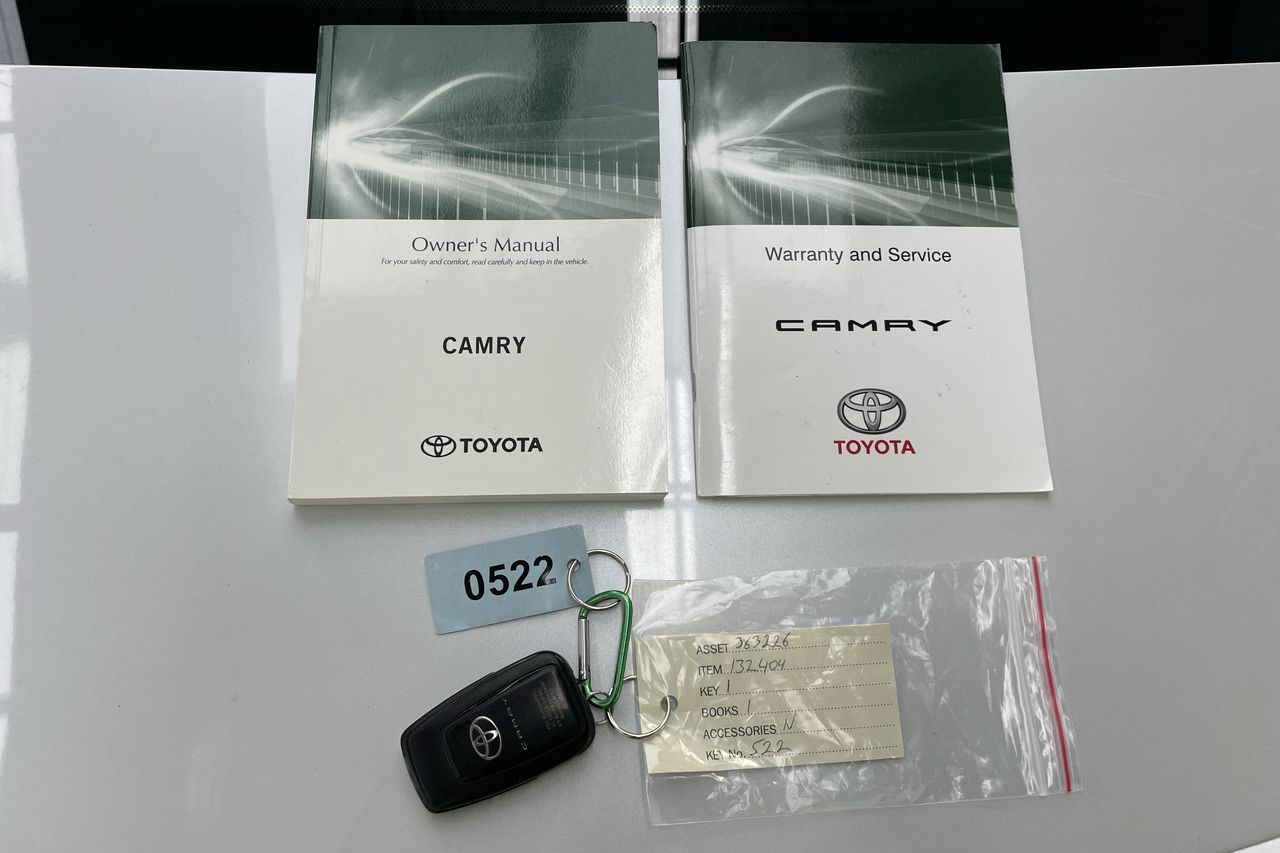 Owner's Manual
For your safety and comfort, read carefully and keep in the vehicle.
CAMRY
TOYOTA
Warranty and Service
CAMRY
TOYOTA
0522
CAMRY
ASSET 363226
ITEM 132404
KEY 1
BOOKS 1
ACCESSORIES N
KEY No. 522